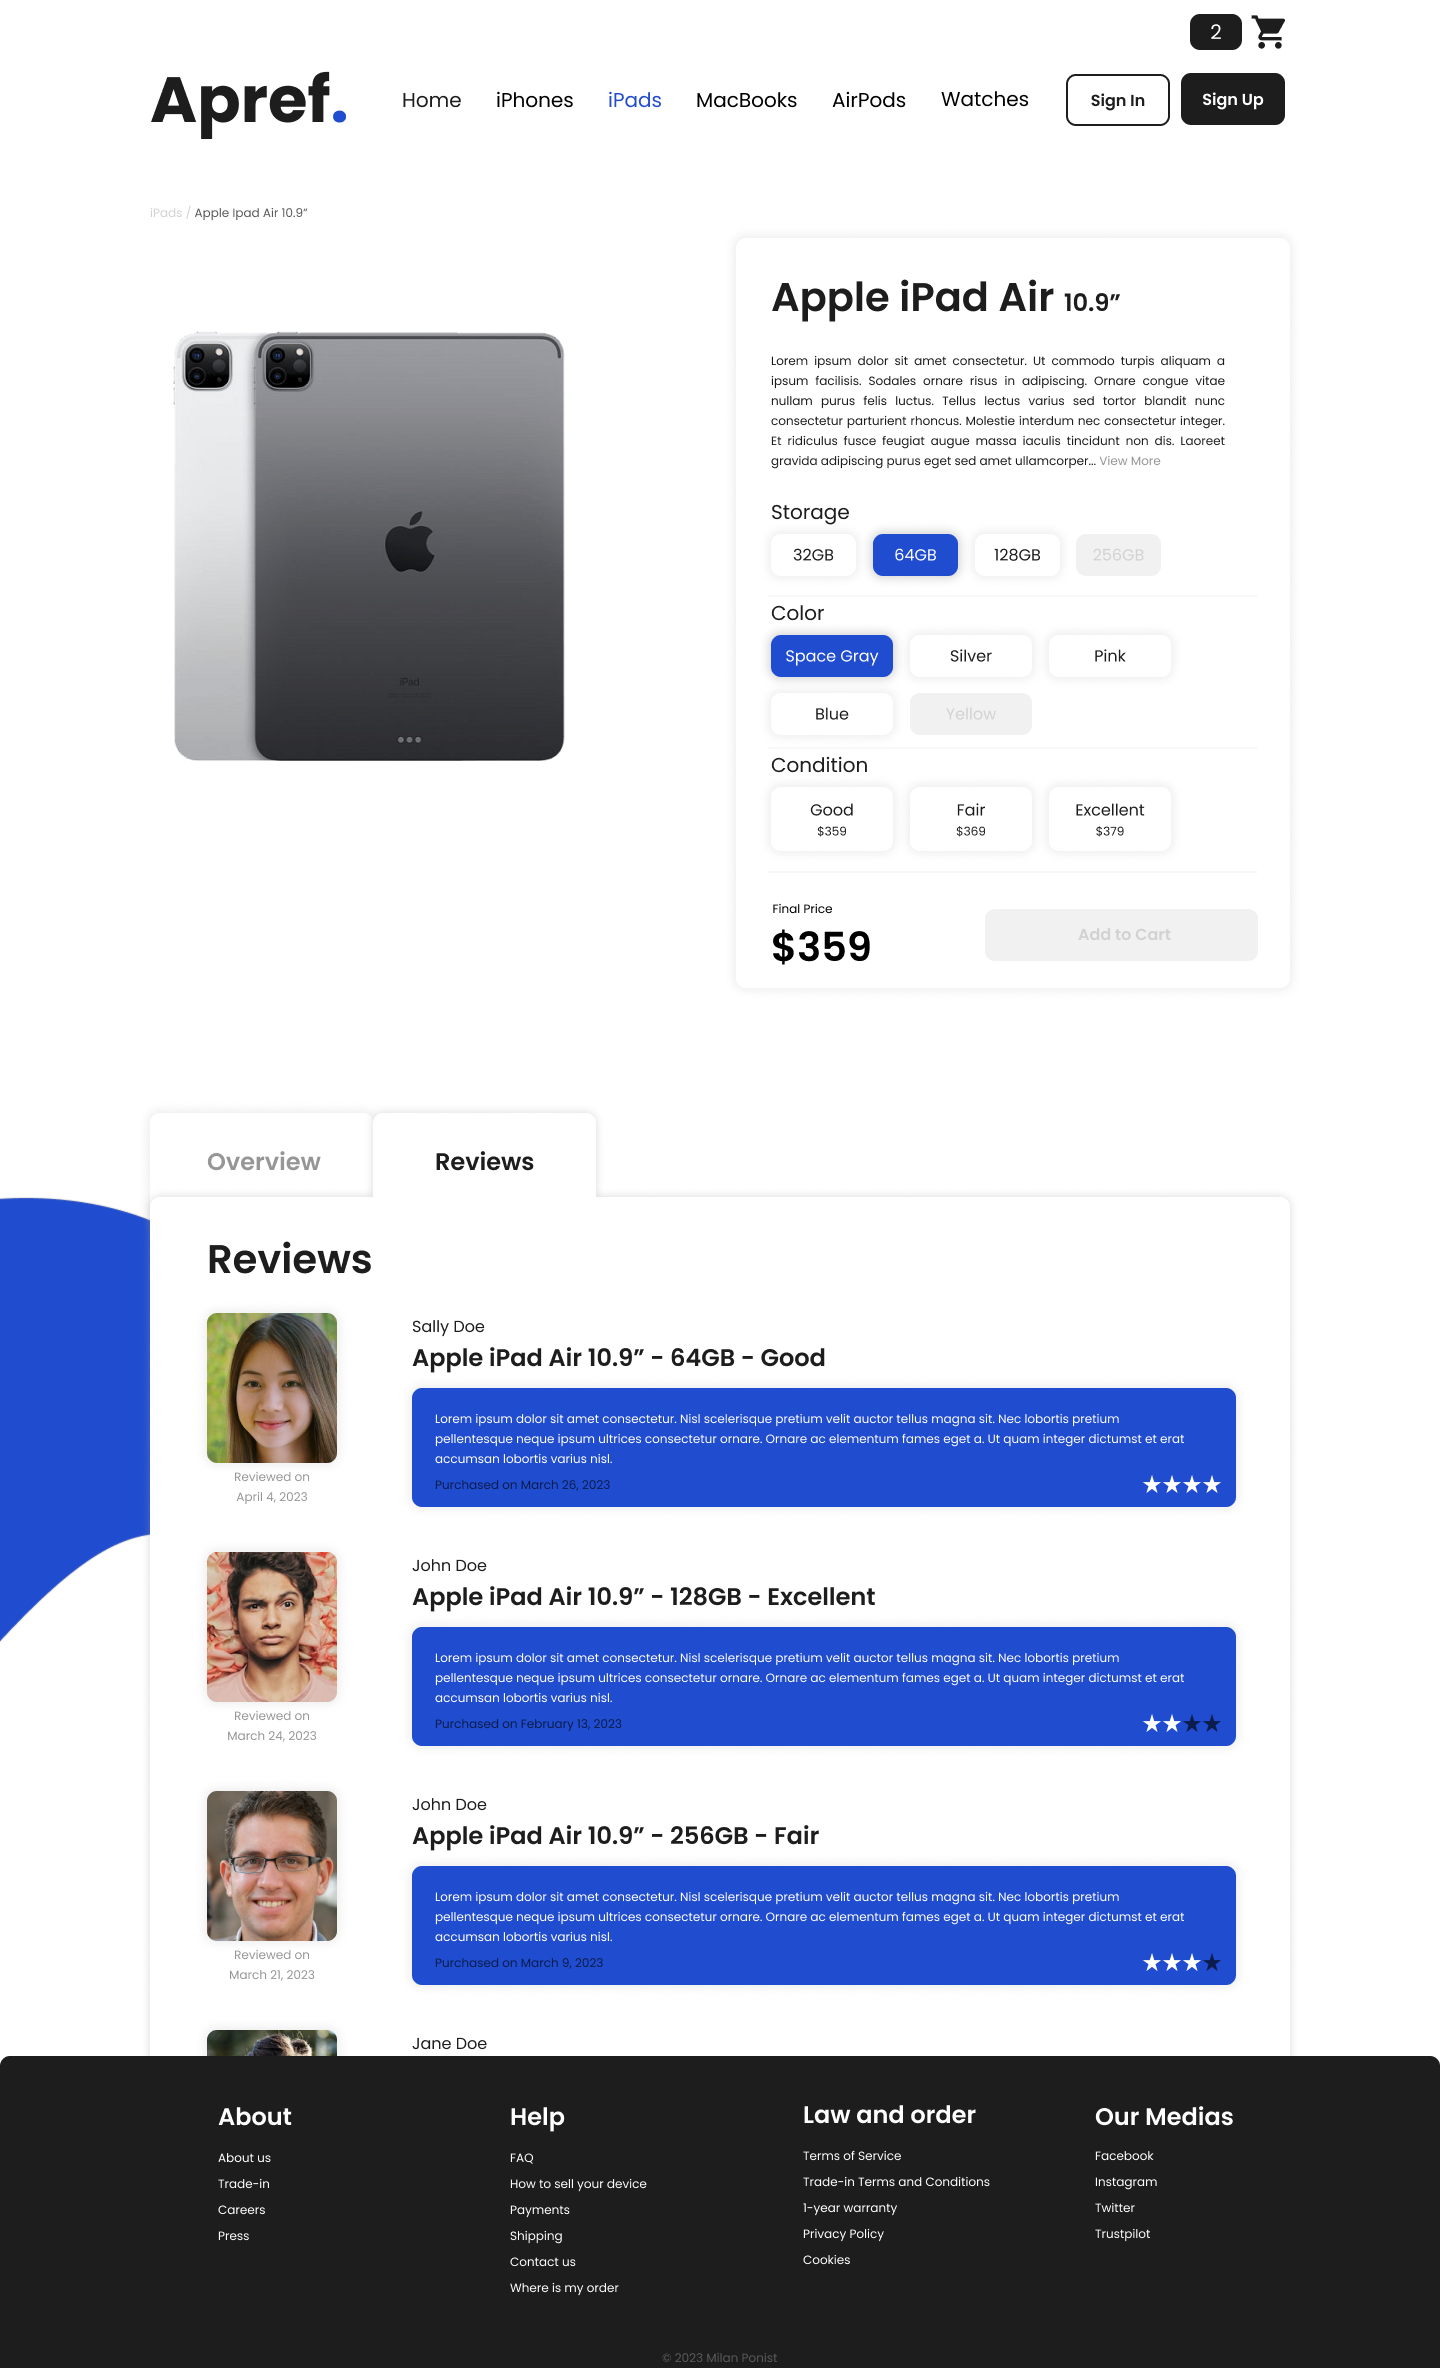 2
Apref.
Home iPhones iPads MacBooks AirPods Watches Sign In Sign Up
iPads / Apple Ipad Air 10.9”
Apple iPad Air 10.9”
Lorem ipsum dolor sit amet consectetur. Ut commodo turpis aliquam a
ipsum facilisis. Sodales ornare risus in adipiscing. Ornare congue vitae
nullam purus felis luctus. Tellus lectus varius sed tortor blandit nunc
consectetur parturient rhoncus. Molestie interdum nec consectetur integer.
Et ridiculus fusce feugiat augue massa iaculis tincidunt non dis. Laoreet
gravida adipiscing purus eget sed amet ullamcorper... View More
Storage
32GB 64GB 128GB 256GB
Color
Space Gray Silver Pink
Blue Yellow
Condition
Good Fair Excellent
$359 $369 $379
Final Price
$359
Add to Cart
iPad
Overview Reviews
Reviews
Sally Doe
Apple iPad Air 10.9” - 64GB - Good
Lorem ipsum dolor sit amet consectetur. Nisl scelerisque pretium velit auctor tellus magna sit. Nec lobortis pretium
pellentesque neque ipsum ultrices consectetur ornare. Ornare ac elementum fames eget a. Ut quam integer dictumst et erat
accumsan lobortis varius nisl.
Purchased on March 26, 2023
Reviewed on
April 4, 2023
John Doe
Apple iPad Air 10.9” - 128GB - Excellent
Lorem ipsum dolor sit amet consectetur. Nisl scelerisque pretium velit auctor tellus magna sit. Nec lobortis pretium
pellentesque neque ipsum ultrices consectetur ornare. Ornare ac elementum fames eget a. Ut quam integer dictumst et erat
accumsan lobortis varius nisl.
Purchased on February 13, 2023
Reviewed on
March 24, 2023
John Doe
Apple iPad Air 10.9” - 256GB - Fair
Lorem ipsum dolor sit amet consectetur. Nisl scelerisque pretium velit auctor tellus magna sit. Nec lobortis pretium
pellentesque neque ipsum ultrices consectetur ornare. Ornare ac elementum fames eget a. Ut quam integer dictumst et erat
accumsan lobortis varius nisl.
Purchased on March 9, 2023
Reviewed on
March 21, 2023
Jane Doe
About
About us
Trade-in
Careers
Press
Help
FAQ
How to sell your device
Payments
Shipping
Contact us
Where is my order
Law and order
Terms of Service
Trade-in Terms and Conditions
1-year warranty
Privacy Policy
Cookies
Our Medias
Facebook
Instagram
Twitter
Trustpilot
© 2023 Milan Ponist